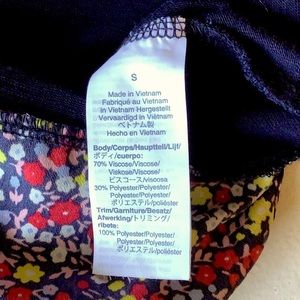 S
Made in Vietnam
Fabriqué au Vietnam
In Vietnam Hergestellt
Vervaardigd in Vietnam
ベトナム製
Hecho en Vietnam
Body/Corps/Hauptteil/Lijf/
ボディ/cuerpo:
70% Viscose/Viscose/
Viskose/Viscose/
ビスコース/viscosa
30% Polyester/Polyester/
Polyester/Polyester/
ポリエステル/poliéster
Trim/Garniture/Besatz/
Afwerking/トリミング/
ribete:
100% Polyester/Polyester/
Polyester/Polyester/
ポリエステル/poliéster